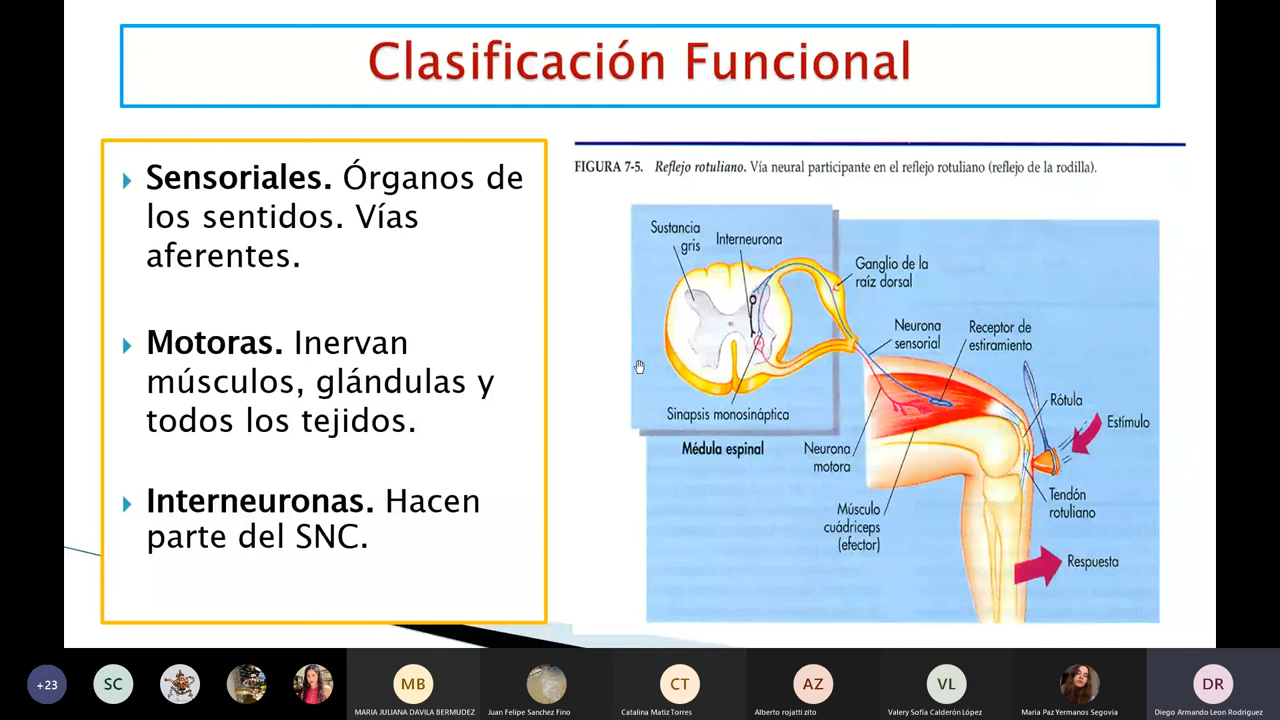 Clasificación Funcional
Sensoriales. Órganos de
los sentidos. Vías
aferentes.
Motoras. Inervan
músculos, glándulas y
todos los tejidos.
Interneuronas. Hacen
parte del SNC.
FIGURA 7-5. Reflejo rotuliano. Vía neural participante en el reflejo rotuliano (reflejo de la rodilla).
Sustancia
gris
Interneurona
Ganglio de la
raíz dorsal
Neurona
sensorial
Receptor de
estiramiento
Sinapsis monosináptica
Médula espinal
Rótula
Estímulo
Neurona
motora
Músculo
cuádriceps
(efector)
Tendón
rotuliano
Respuesta
+23
SC
MB
CT
AZ
VL
DR
MARIA JULIANA DAVILA BERMUDEZ
Juan Felipe Sanchez Fino
Catalina Matiz Torres
Alberto rojatti zito
Valery Sofía Calderón López
Maria Paz Yermanos Segovia
Diego Armando Leon Rodriguez